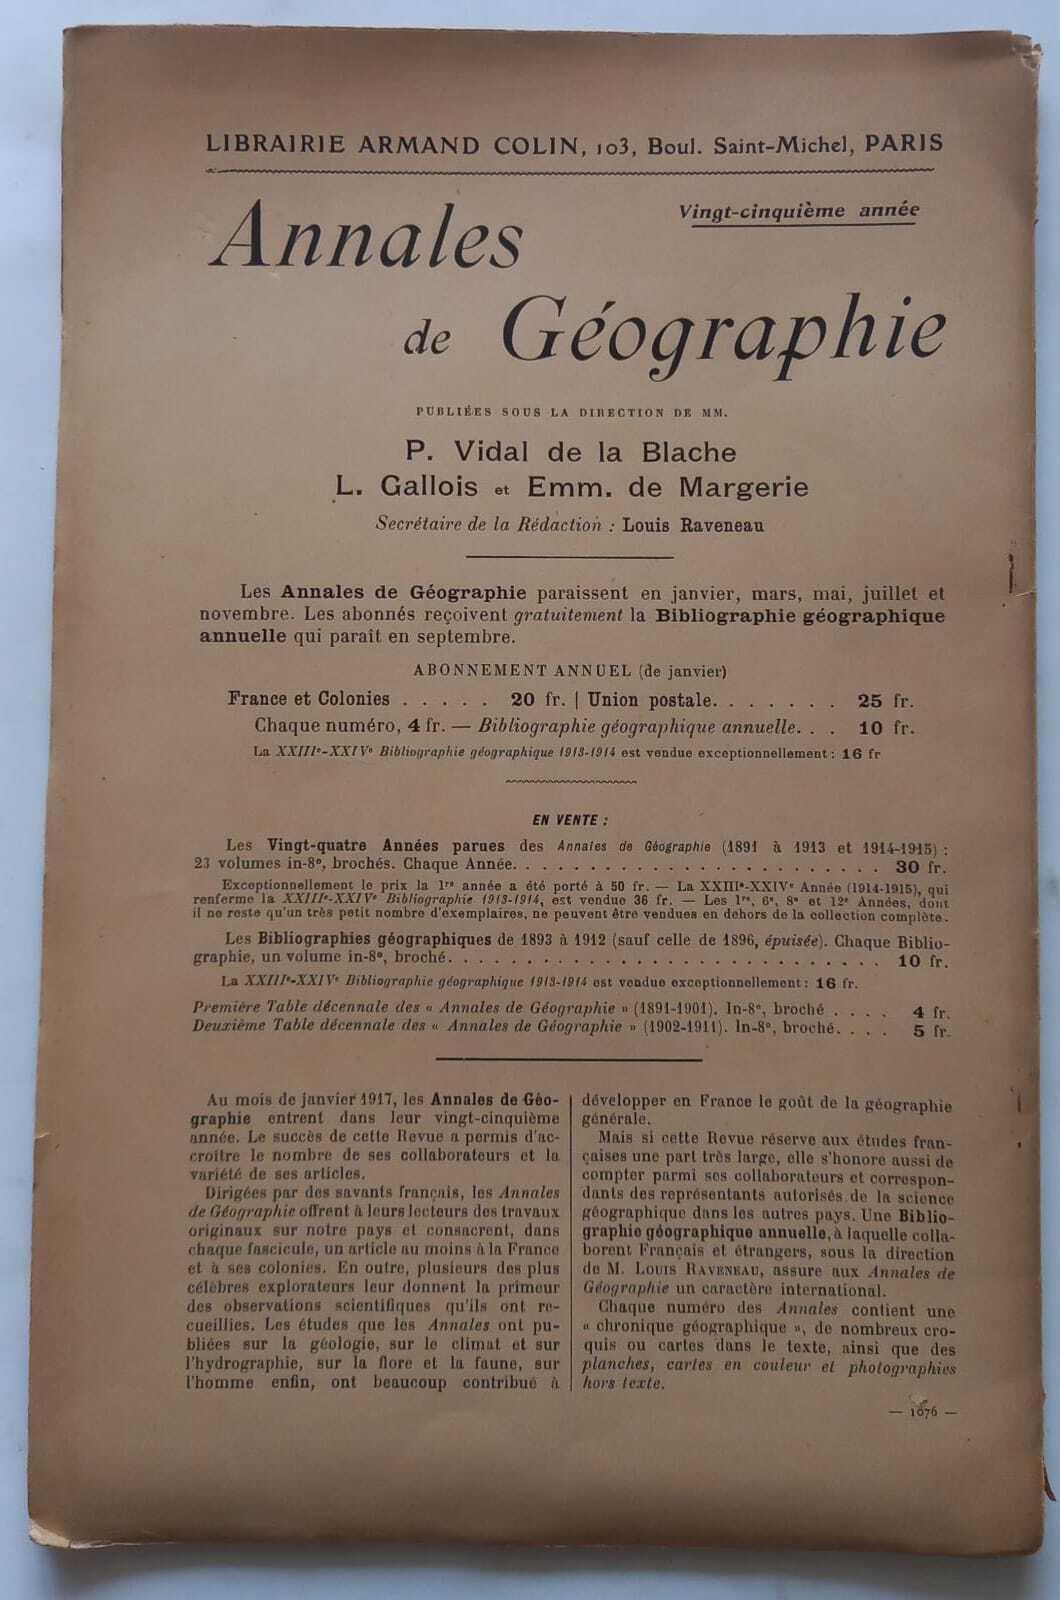 LIBRAIRIE ARMAND COLIN, 103, Boul. Saint-Michel, PARIS
Vingt-cinquième année
Annales
de Géographie
PUBLIÉES SOUS LA DIRECTION DE MM.
P. Vidal de la Blache
L. Gallois et Emm. de Margerie
Secrétaire de la Rédaction : Louis Raveneau
Les Annales de Géographie paraissent en janvier, mars, mai, juillet et
novembre. Les abonnés reçoivent gratuitement la Bibliographie géographique
annuelle qui paraît en septembre.
ABONNEMENT ANNUEL (de janvier)
France et Colonies . . . . . 20 fr. | Union postale. . . . . . . 25 fr.
Chaque numéro, 4 fr. — Bibliographie géographique annuelle. . . 10 fr.
La XXIIIe-XXIVe Bibliographie géographique 1913-1914 est vendue exceptionnellement : 16 fr
EN VENTE :
Les Vingt-quatre Années parues des Annales de Géographie (1891 à 1913 et 1914-1915) :
23 volumes in-8°, brochés. Chaque Année. . . . . . . . . . . . . . . . . . . . . . . 30 fr.
Exceptionnellement le prix la 1re année a été porté à 50 fr. — La XXIIIe-XXIVe Année (1914-1915), qui
renferme la XXIIIe-XXIVe Bibliographie 1913-1914, est vendue 36 fr. — Les 1re, 6e, 8e et 12e Années, dont
il ne reste qu'un très petit nombre d'exemplaires, ne peuvent être vendues en dehors de la collection complète.
Les Bibliographies géographiques de 1893 à 1912 (sauf celle de 1896, épuisée). Chaque Biblio-
graphie, un volume in-8°, broché. . . . . . . . . . . . . . . . . . . . . . . . . . . 10 fr.
La XXIIIe-XXIVe Bibliographie géographique 1913-1914 est vendue exceptionnellement : 16 fr.
Première Table décennale des « Annales de Géographie » (1891-1901). In-8°, broché . . . . 4 fr.
Deuxième Table décennale des « Annales de Géographie » (1902-1911). In-8°, broché. . . . 5 fr.
Au mois de janvier 1917, les Annales de Géo-
graphie entrent dans leur vingt-cinquième
année. Le succès de cette Revue a permis d'ac-
croître le nombre de ses collaborateurs et la
variété de ses articles.
Dirigées par des savants français, les Annales
de Géographie offrent à leurs lecteurs des travaux
originaux sur notre pays et consacrent, dans
chaque fascicule, un article au moins à la France
et à ses colonies. En outre, plusieurs des plus
célèbres explorateurs leur donnent la primeur
des observations scientifiques qu'ils ont re-
cueillies. Les études que les Annales ont pu-
bliées sur la géologie, sur le climat et sur
l'hydrographie, sur la flore et la faune, sur
l'homme enfin, ont beaucoup contribué à
développer en France le goût de la géographie
générale.
Mais si cette Revue réserve aux études fran-
çaises une part très large, elle s'honore aussi de
compter parmi ses collaborateurs et correspon-
dants des représentants autorisés de la science
géographique dans les autres pays. Une Biblio-
graphie géographique annuelle, à laquelle colla-
borent Français et étrangers, sous la direction
de M. LOUIS RAVENEAU, assure aux Annales de
Géographie un caractère international.
Chaque numéro des Annales contient une
« chronique géographique », de nombreux cro-
quis ou cartes dans le texte, ainsi que des
planches, cartes en couleur et photographies
hors texte.
— 1676 —